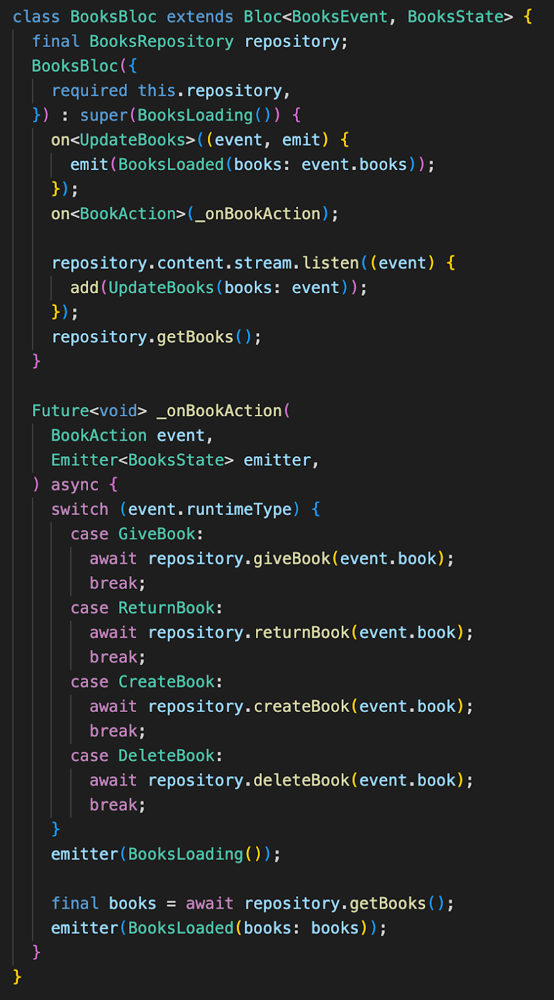 class BooksBloc extends Bloc<BooksEvent, BooksState> {
  final BooksRepository repository;
  BooksBloc({
    required this.repository,
  }) : super(BooksLoading()) {
    on<UpdateBooks>((event, emit) {
      emit(BooksLoaded(books: event.books));
    });
    on<BookAction>(_onBookAction);

    repository.content.stream.listen((event) {
      add(UpdateBooks(books: event));
    });
    repository.getBooks();
  }

  Future<void> _onBookAction(
    BookAction event,
    Emitter<BooksState> emitter,
  ) async {
    switch (event.runtimeType) {
      case GiveBook:
        await repository.giveBook(event.book);
        break;
      case ReturnBook:
        await repository.returnBook(event.book);
        break;
      case CreateBook:
        await repository.createBook(event.book);
        break;
      case DeleteBook:
        await repository.deleteBook(event.book);
        break;
    }
    emitter(BooksLoading());

    final books = await repository.getBooks();
    emitter(BooksLoaded(books: books));
  }
}